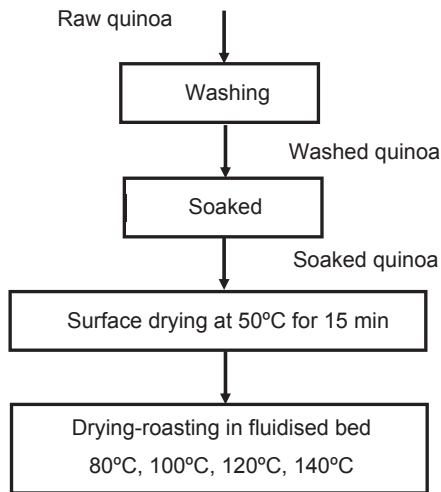 Raw quinoa
Washing
Washed quinoa
Soaked
Soaked quinoa
Surface drying at 50ºC for 15 min
Drying-roasting in fluidised bed
80ºC, 100ºC, 120ºC, 140ºC